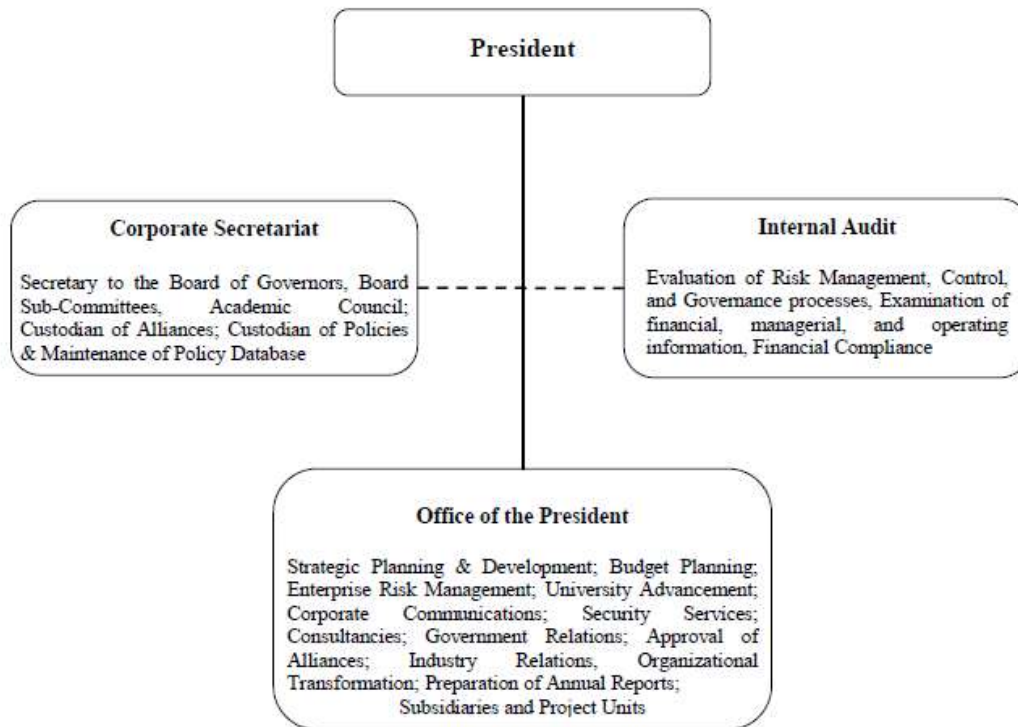 President
Corporate Secretariat
Secretary to the Board of Governors, Board
Sub-Committees, Academic Council;
Custodian of Alliances; Custodian of Policies
& Maintenance of Policy Database
Internal Audit
Evaluation of Risk Management, Control,
and Governance processes, Examination of
financial, managerial, and operating
information, Financial Compliance
Office of the President
Strategic Planning & Development; Budget Planning;
Enterprise Risk Management; University Advancement;
Corporate Communications; Security Services;
Consultancies; Government Relations; Approval of
Alliances; Industry Relations, Organizational
Transformation; Preparation of Annual Reports;
Subsidiaries and Project Units